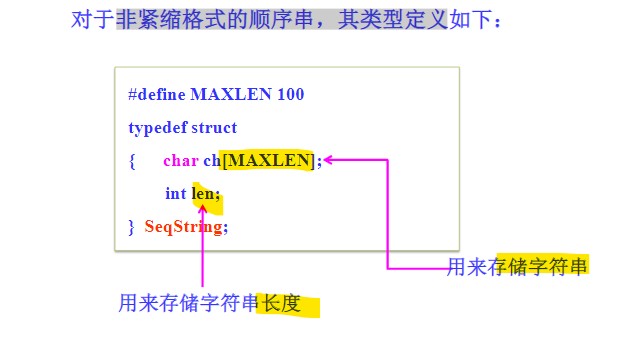 对于非紧缩格式的顺序串，其类型定义如下：
#define MAXLEN 100
typedef struct
{ char ch[MAXLEN];
int len;
} SeqString;
用来存储字符串
用来存储字符串长度